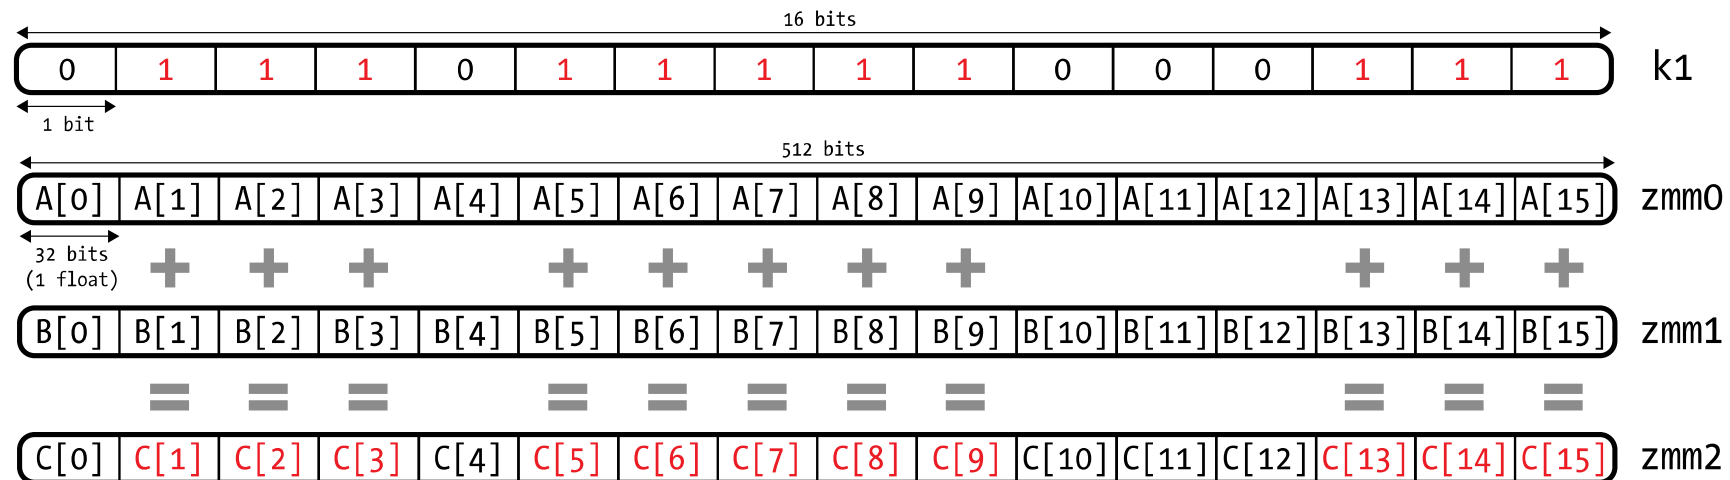 16 bits
0 1 1 1 0 1 1 1 1 1 0 0 0 1 1 1 k1
1 bit
512 bits
A[0] A[1] A[2] A[3] A[4] A[5] A[6] A[7] A[8] A[9] A[10] A[11] A[12] A[13] A[14] A[15] zmm0
32 bits
(1 float)
+ + + + + + + + + + +
B[0] B[1] B[2] B[3] B[4] B[5] B[6] B[7] B[8] B[9] B[10] B[11] B[12] B[13] B[14] B[15] zmm1
= = = = = = = = = = =
C[0] C[1] C[2] C[3] C[4] C[5] C[6] C[7] C[8] C[9] C[10] C[11] C[12] C[13] C[14] C[15] zmm2